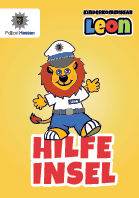 KINDERKOMMISSAR
Leon
Polizei Hessen
HILFE
INSEL